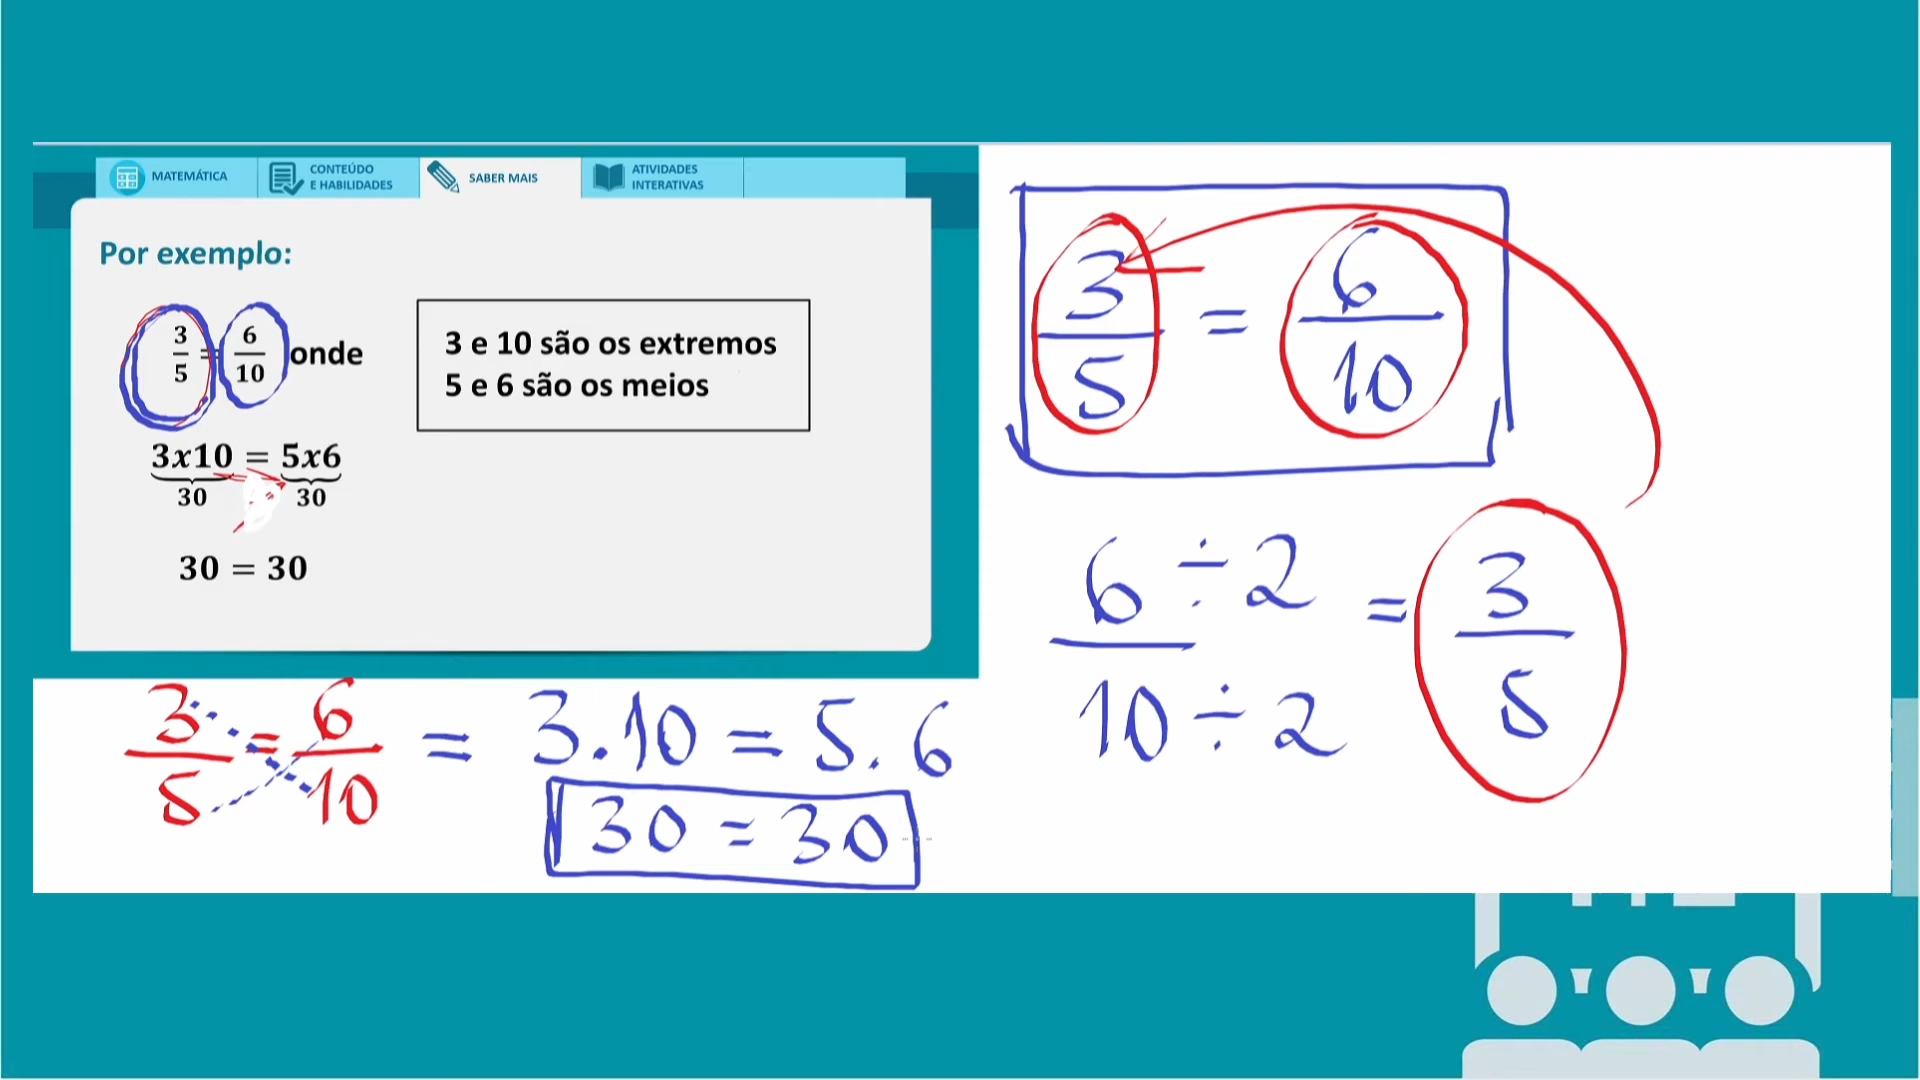 MATEMÁTICA
CONTEÚDO
E HABILIDADES
SABER MAIS
ATIVIDADES
INTERATIVAS
Por exemplo:
3/5 = 6/10 onde
3 e 10 são os extremos
5 e 6 são os meios
3x10 = 5x6
30 30
30 = 30
3/5 = 6/10
6 ÷ 2 / 10 ÷ 2 = 3/5
3/5 = 6/10 = 3.10 = 5.6
30 = 30